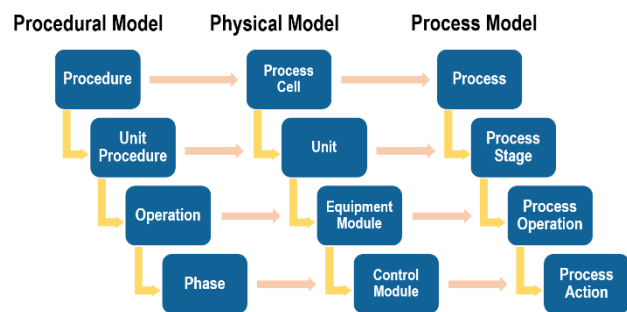 Procedural Model
Physical Model
Process Model
Procedure
Process
Cell
Process
Unit
Procedure
Unit
Process
Stage
Operation
Equipment
Module
Process
Operation
Phase
Control
Module
Process
Action